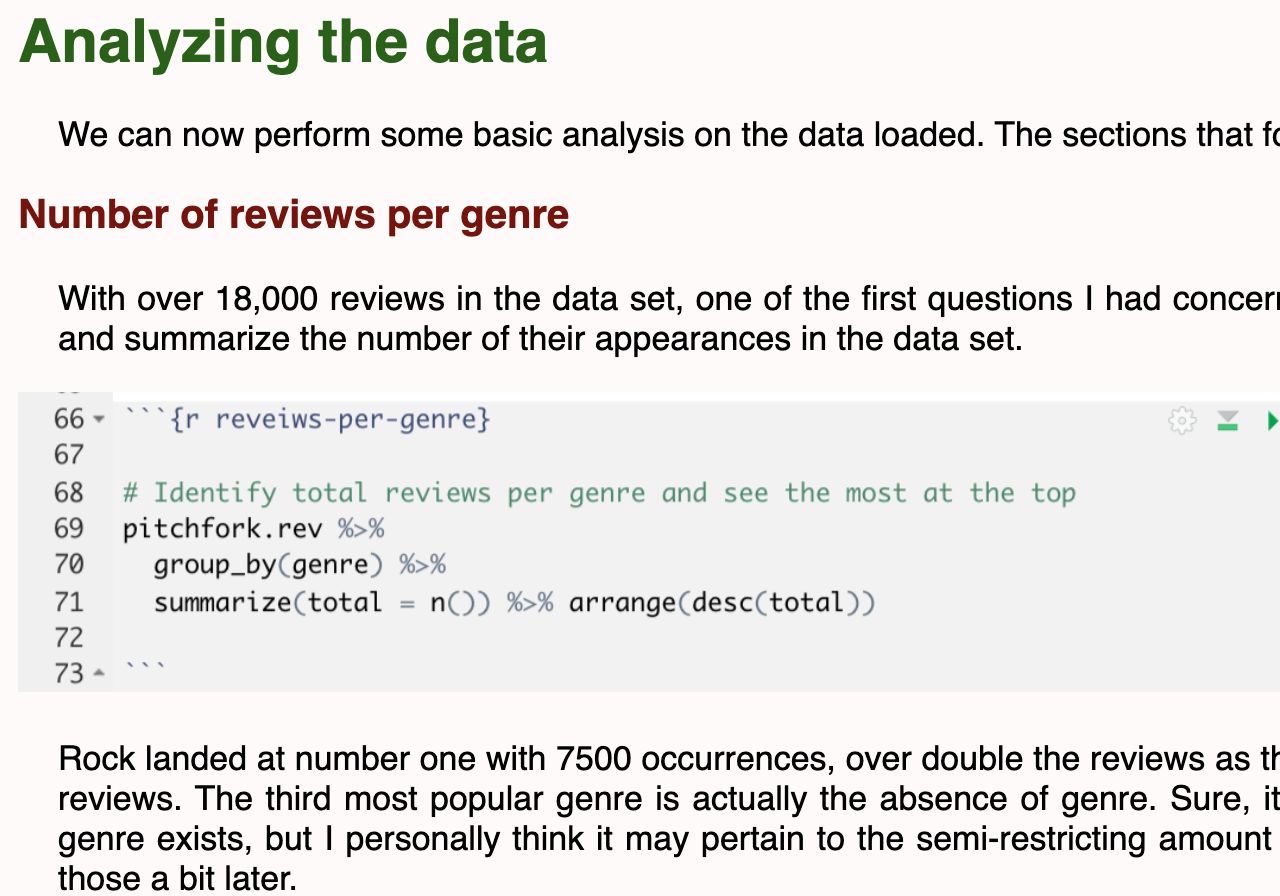 Analyzing the data
We can now perform some basic analysis on the data loaded. The sections that
Number of reviews per genre
With over 18,000 reviews in the data set, one of the first questions I had
and summarize the number of their appearances in the data set.
66 ```{r reveiws-per-genre}
67
68 # Identify total reviews per genre and see the most at the top
69 pitchfork.rev %>%
70 group_by(genre) %>%
71 summarize(total = n()) %>% arrange(desc(total))
72
73 ```
Rock landed at number one with 7500 occurrences, over double the reviews as
reviews. The third most popular genre is actually the absence of genre. Sure, it
genre exists, but I personally think it may pertain to the semi-restricting amount
those a bit later.